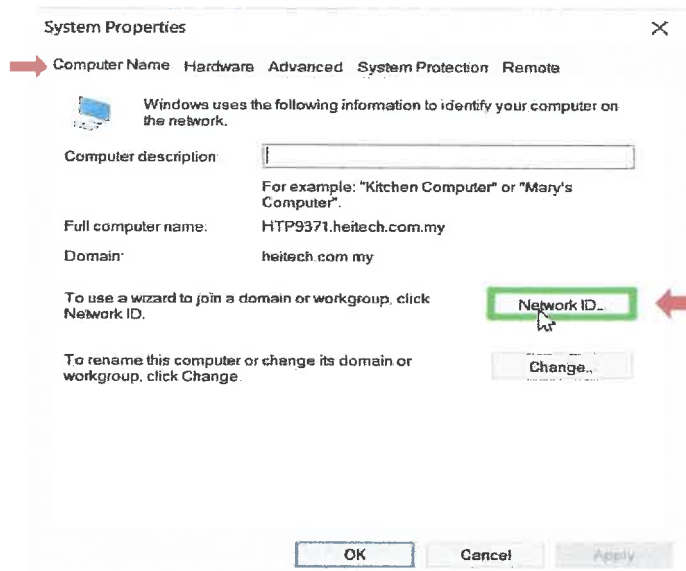 System Properties
Computer Name Hardware Advanced System Protection Remote
Windows uses the following information to identify your computer on
the network.
Computer description:
For example: "Kitchen Computer" or "Mary's
Computer".
Full computer name: HTP9371.heitech.com.my
Domain: heitech.com my
To use a wizard to join a domain or workgroup, click
Network ID.
Network ID...
To rename this computer or change its domain or
workgroup, click Change.
Change...
OK Cancel Apply